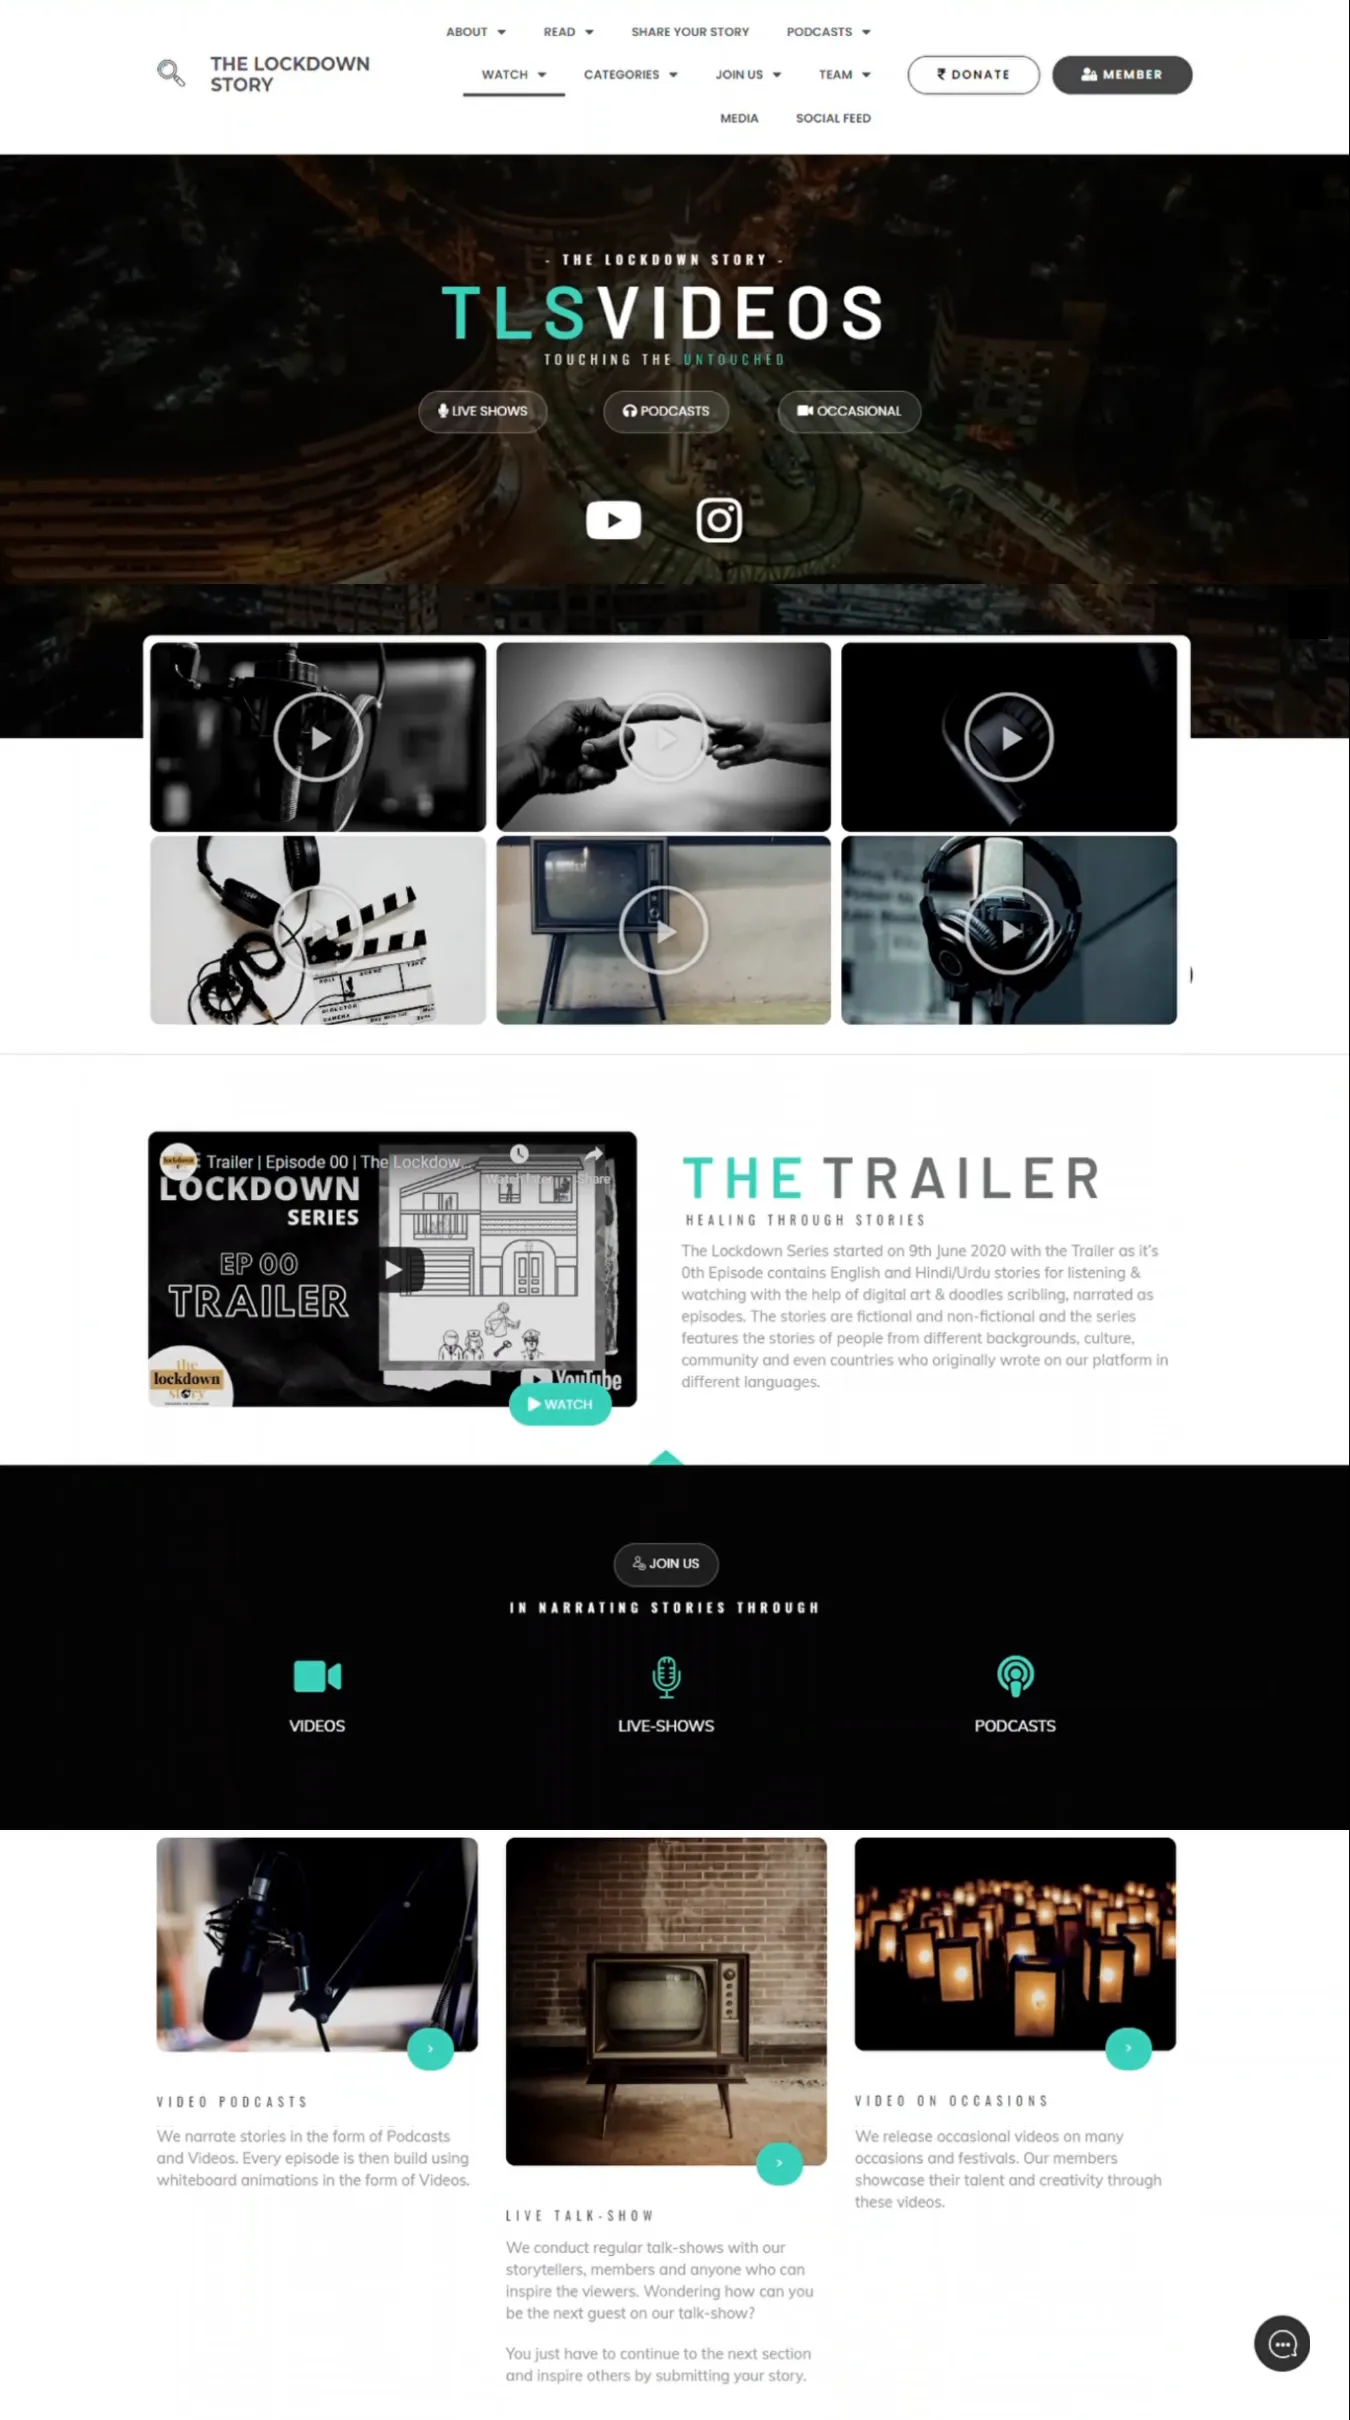 THE LOCKDOWN
STORY
ABOUT
READ
SHARE YOUR STORY
PODCASTS
WATCH
CATEGORIES
JOIN US
TEAM
MEDIA
SOCIAL FEED
₹ DONATE
MEMBER
- THE LOCKDOWN STORY -
TLSVIDEOS
TOUCHING THE UNTOUCHED
LIVE SHOWS
PODCASTS
OCCASIONAL
ROLL
SCENE
TAKE
DIRECTOR
CAMERA
Trailer | Episode 00 | The Lockdow...
Watch later
Share
LOCKDOWN
SERIES
EP 00
TRAILER
the
lockdown
story
YouTube
WATCH
THE TRAILER
HEALING THROUGH STORIES
The Lockdown Series started on 9th June 2020 with the Trailer as it's
0th Episode contains English and Hindi/Urdu stories for listening &
watching with the help of digital art & doodles scribling, narrated as
episodes. The stories are fictional and non-fictional and the series
features the stories of people from different backgrounds, culture,
community and even countries who originally wrote on our platform in
different languages.
JOIN US
IN NARRATING STORIES THROUGH
VIDEOS
LIVE-SHOWS
PODCASTS
VIDEO PODCASTS
We narrate stories in the form of Podcasts
and Videos. Every episode is then build using
whiteboard animations in the form of Videos.
LIVE TALK-SHOW
We conduct regular talk-shows with our
storytellers, members and anyone who can
inspire the viewers. Wondering how can you
be the next guest on our talk-show?
You just have to continue to the next section
and inspire others by submitting your story.
VIDEO ON OCCASIONS
We release occasional videos on many
occasions and festivals. Our members
showcase their talent and creativity through
these videos.